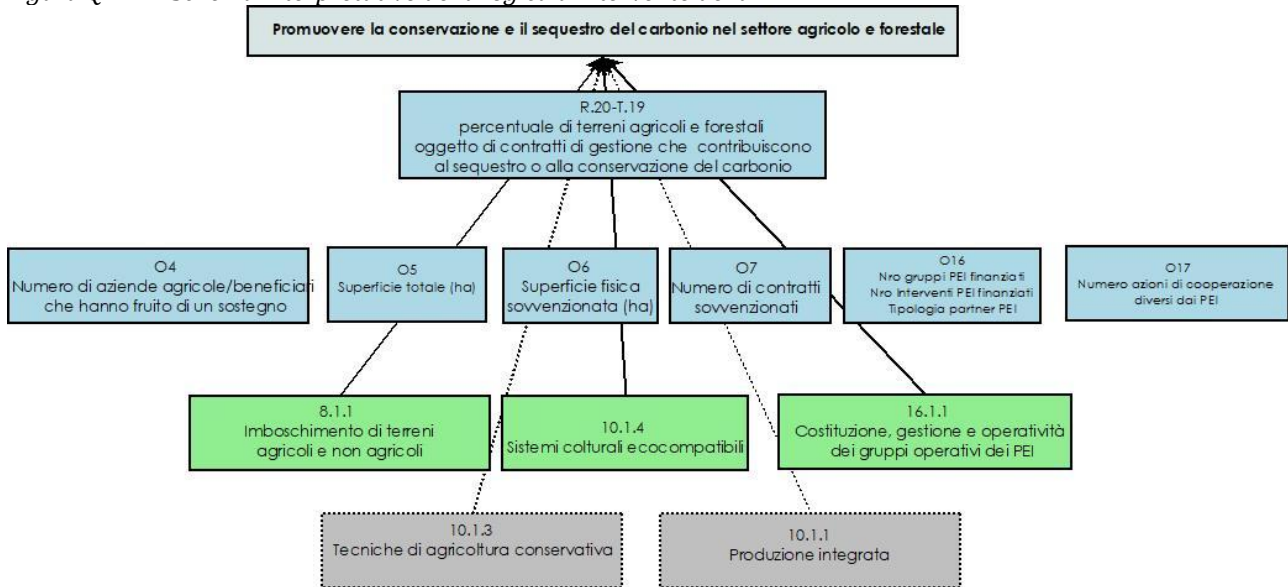 Promuovere la conservazione e il sequestro del carbonio nel settore agricolo e forestale
R.20-T.19
percentuale di terreni agricoli e forestali
oggetto di contratti di gestione che contribuiscono
al sequestro o alla conservazione del carbonio
O4
Numero di aziende agricole/beneficiari
che hanno fruito di un sostegno
O5
Superficie totale (ha)
O6
Superficie fisica
sovvenzionata (ha)
O7
Numero di contratti
sovvenzionati
O16
Nro gruppi PEI finanziati
Nro Interventi PEI finanziati
Tipologia partner PEI
O17
Numero azioni di cooperazione
diversi dai PEI
8.1.1
Imboschimento di terreni
agricoli e non agricoli
10.1.4
Sistemi colturali ecocompatibili
16.1.1
Costituzione, gestione e operatività
dei gruppi operativi dei PEI
10.1.3
Tecniche di agricoltura conservativa
10.1.1
Produzione integrata